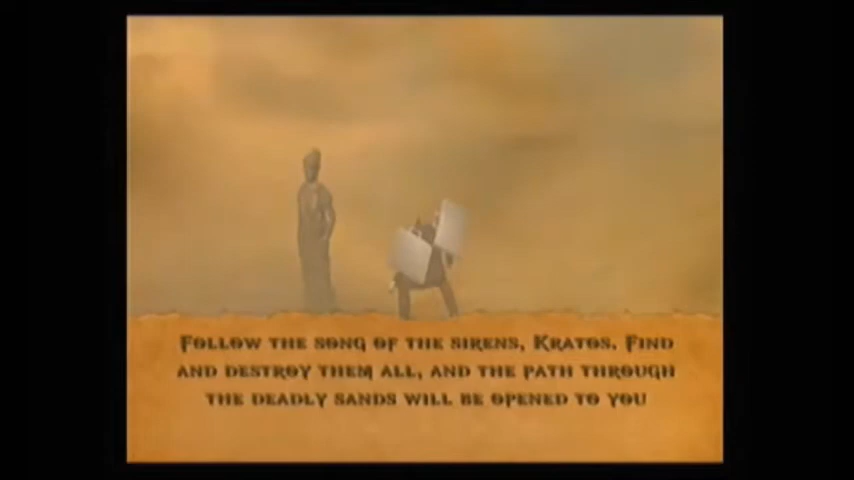 Follow the song of the sirens, Kratos. Find
and destroy them all, and the path through
the deadly sands will be opened to you